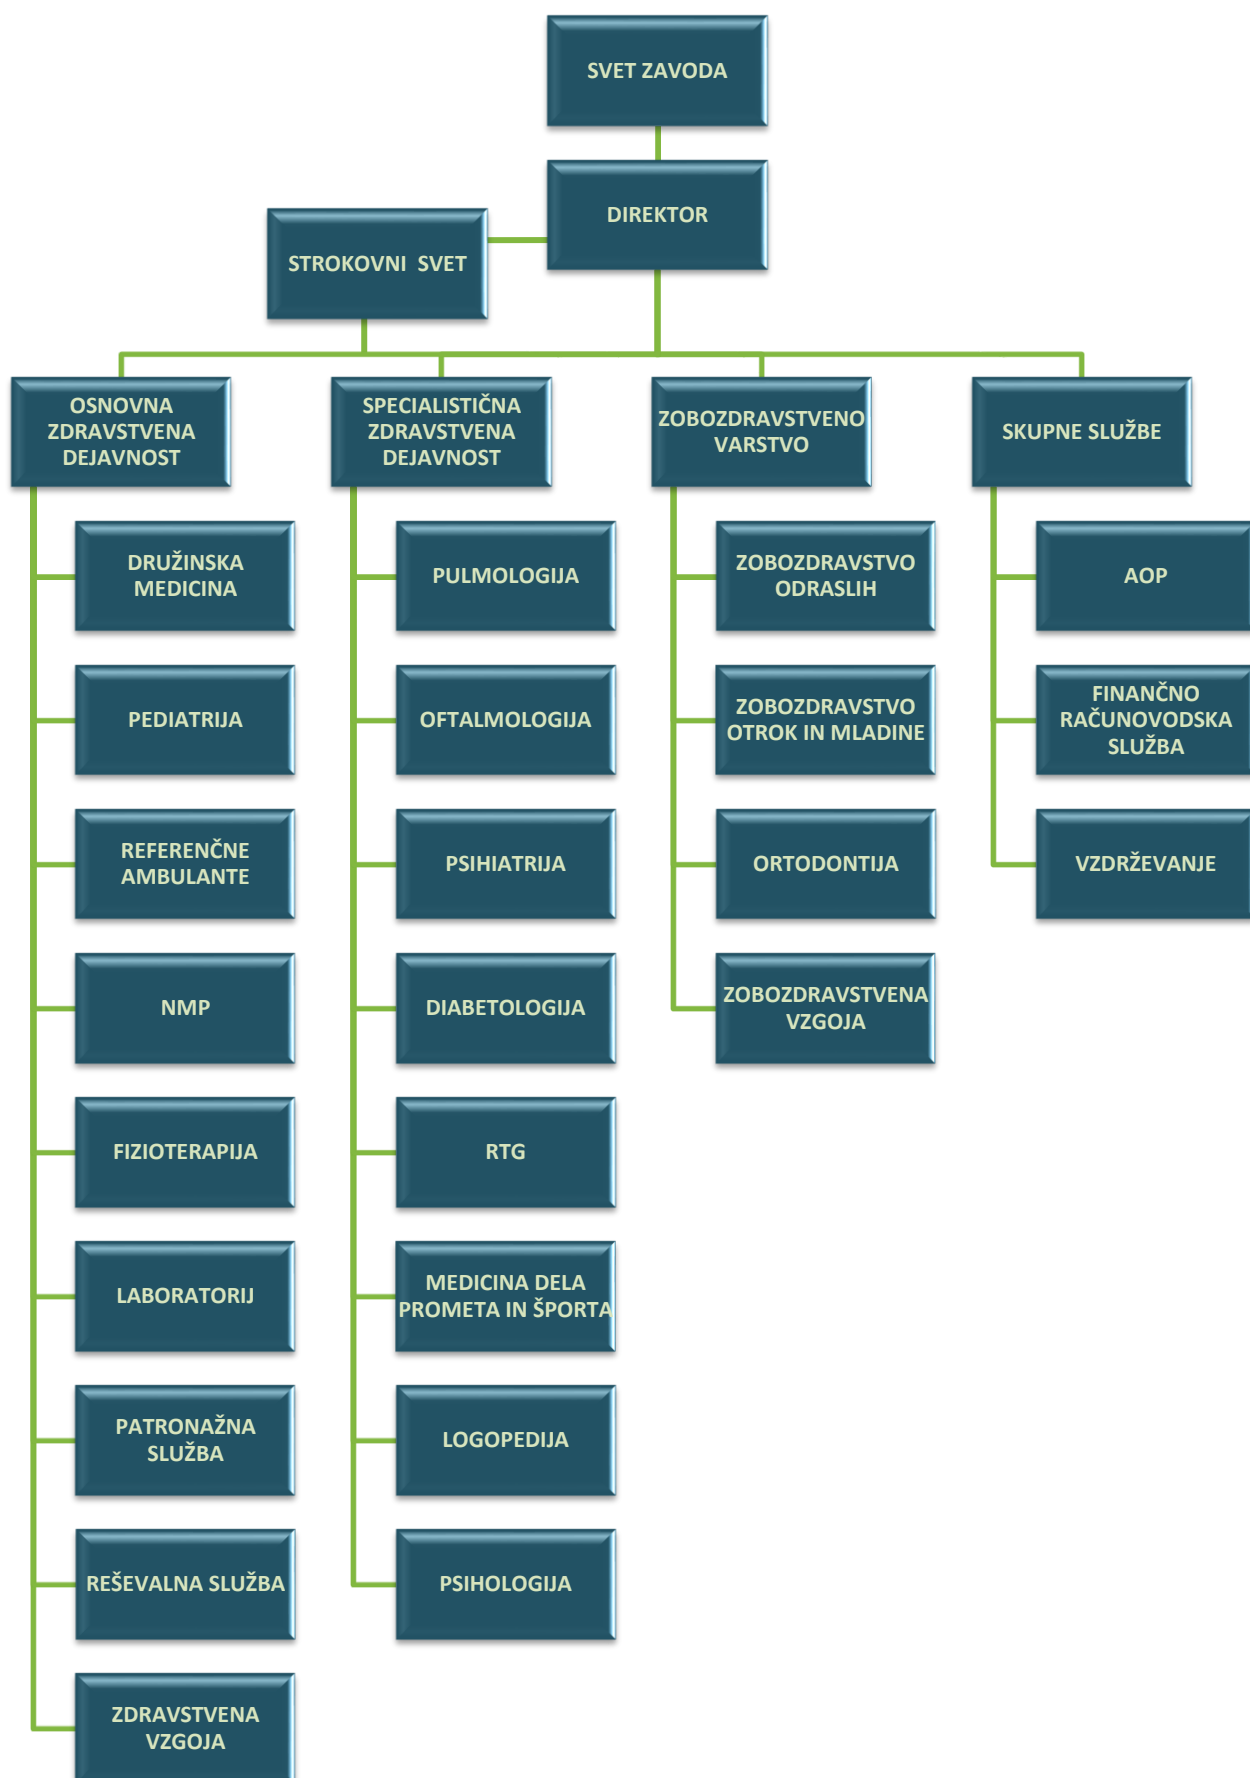 SVET ZAVODA
DIREKTOR
STROKOVNI SVET
OSNOVNA
ZDRAVSTVENA
DEJAVNOST
SPECIALISTIČNA
ZDRAVSTVENA
DEJAVNOST
ZOBOZDRAVSTVENO
VARSTVO
SKUPNE SLUŽBE
DRUŽINSKA
MEDICINA
PEDIATRIJA
REFERENČNE
AMBULANTE
NMP
FIZIOTERAPIJA
LABORATORIJ
PATRONAŽNA
SLUŽBA
REŠEVALNA SLUŽBA
ZDRAVSTVENA
VZGOJA
PULMOLOGIJA
OFTALMOLOGIJA
PSIHIATRIJA
DIABETOLOGIJA
RTG
MEDICINA DELA
PROMETA IN ŠPORTA
LOGOPEDIJA
PSIHOLOGIJA
ZOBOZDRAVSTVO
ODRASLIH
ZOBOZDRAVSTVO
OTROK IN MLADINE
ORTODONTIJA
ZOBOZDRAVSTVENA
VZGOJA
AOP
FINANČNO
RAČUNOVODSKA
SLUŽBA
VZDRŽEVANJE